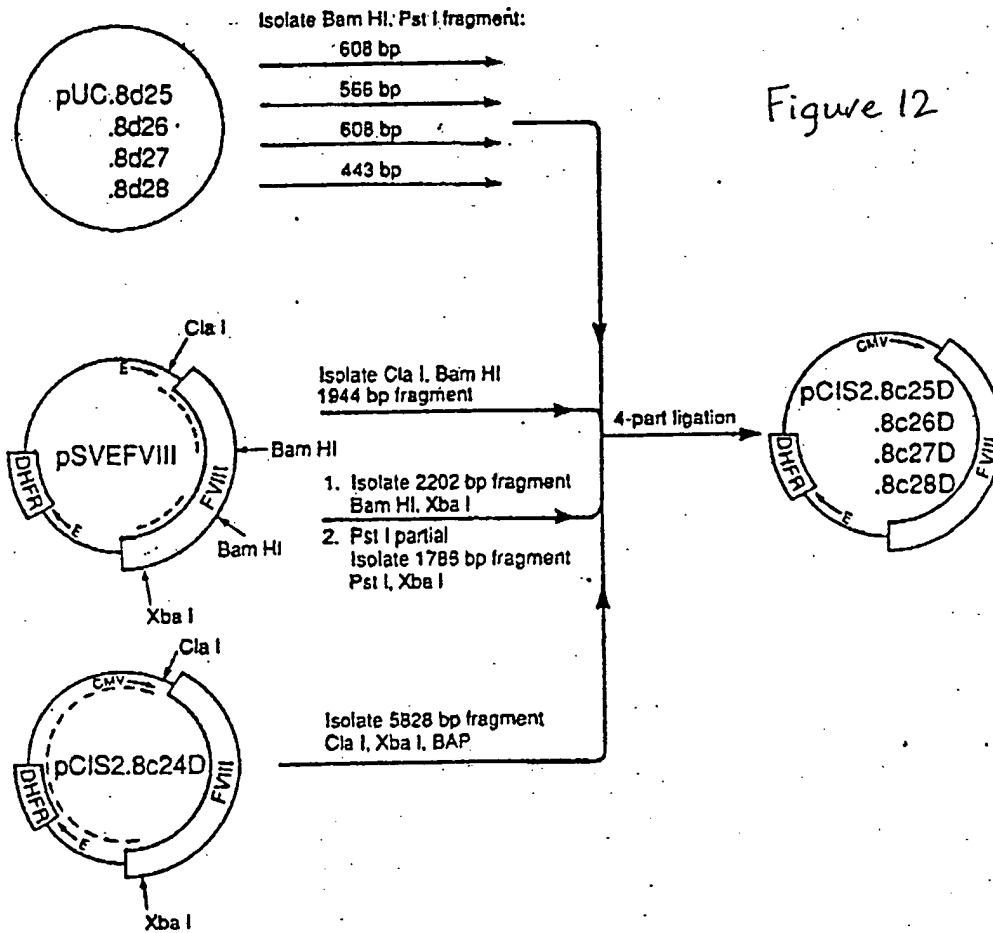 Isolate Bam HI, Pst I fragment:
608 bp
566 bp
608 bp
443 bp
pUC.8d25
.8d26
.8d27
.8d28
Figure 12
Cla I
E
pSVEFVIII
DHFR
FVIII
E
Bam HI
Bam HI
Xba I
Isolate Cla I, Bam HI
1944 bp fragment
1. Isolate 2202 bp fragment
Bam HI, Xba I
2. Pst I partial
Isolate 1786 bp fragment
Pst I, Xba I
4-part ligation
CMV
pCIS2.8c25D
.8c26D
.8c27D
.8c28D
DHFR
FVIII
E
Cla I
CMV
pCIS2.8c24D
DHFR
FVIII
E
Xba I
Isolate 5828 bp fragment
Cla I, Xba I, BAP